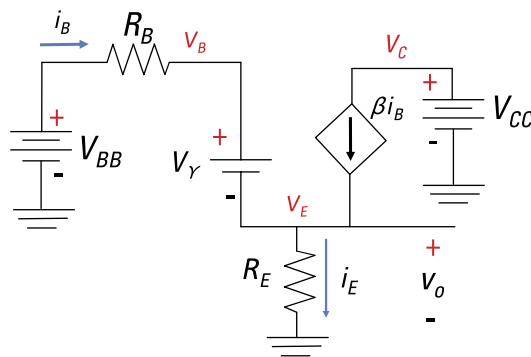 i_B
R_B
V_B
V_C
+
+
βi_B
V_CC
+
+
V_BB
V_γ
-
-
-
V_E
+
R_E
i_E
v_o
-